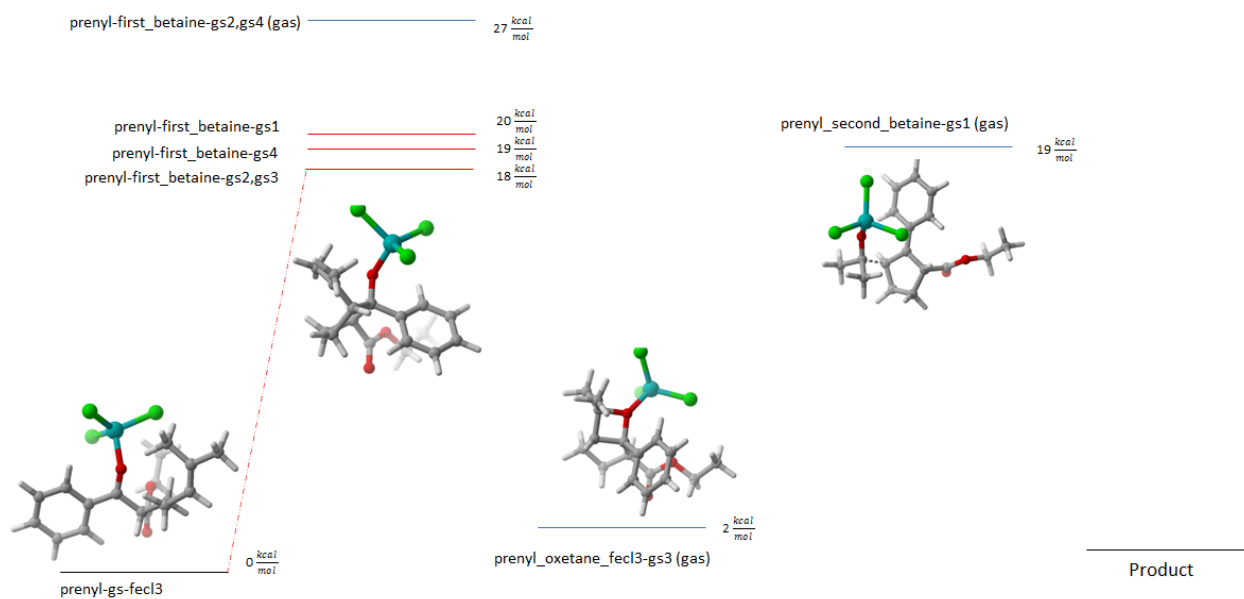 prenyl-first_betaine-gs2,gs4 (gas)
27 kcal/mol
prenyl-first_betaine-gs1
20 kcal/mol
prenyl-first_betaine-gs4
19 kcal/mol
prenyl-first_betaine-gs2,gs3
18 kcal/mol
prenyl_second_betaine-gs1 (gas)
19 kcal/mol
0 kcal/mol
prenyl-gs-fecl3
2 kcal/mol
prenyl_oxetane_fecl3-gs3 (gas)
Product